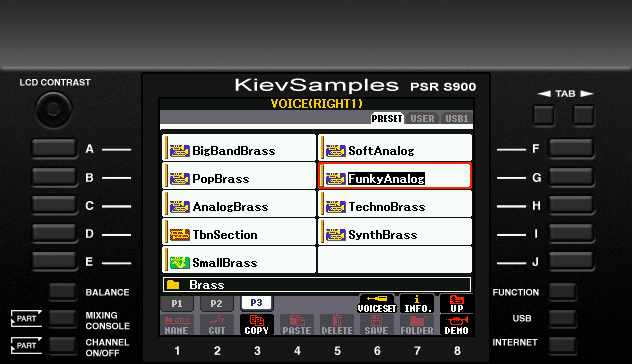 LCD CONTRAST
KievSamples PSR S900
TAB
VOICE(RIGHT1)
PRESET USER USB1
A BigBandBrass SoftAnalog F
B PopBrass FunkyAnalog G
C AnalogBrass TechnoBrass H
D TbnSection SynthBrass I
E SmallBrass J
BALANCE Brass FUNCTION
P1 P2 P3 VOICESET INFO. UP
PART MIXING CONSOLE USB
NAME CUT COPY PASTE DELETE SAVE FOLDER DEMO
PART CHANNEL ON/OFF INTERNET
1 2 3 4 5 6 7 8